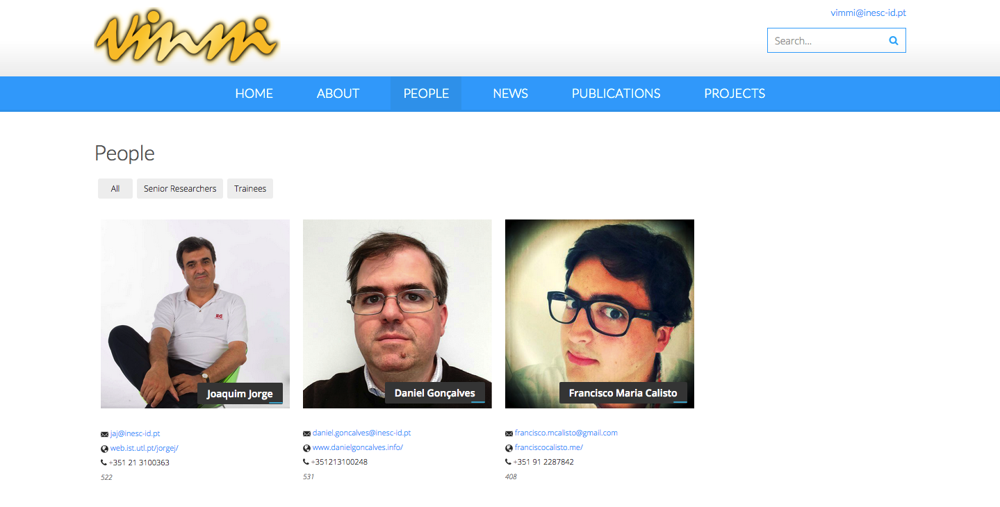 vimmi
vimmi@inesc-id.pt
Search...
HOME ABOUT PEOPLE NEWS PUBLICATIONS PROJECTS
People
All Senior Researchers Trainees
Joaquim Jorge
Daniel Gonçalves
Francisco Maria Calisto
jaj@inesc-id.pt
web.ist.utl.pt/jorgej/
+351 21 3100363
522
daniel.goncalves@inesc-id.pt
www.danielgoncalves.info/
+351213100248
531
francisco.mcalisto@gmail.com
franciscocalisto.me/
+351 91 2287842
408